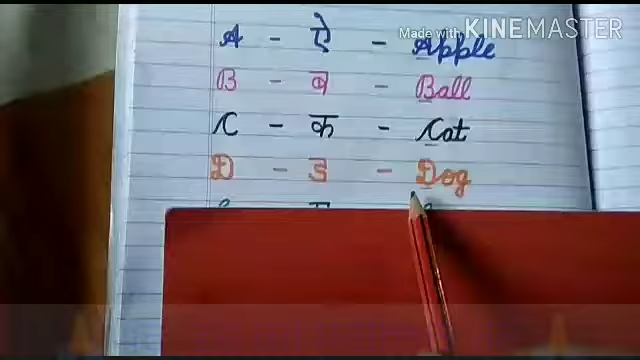 Made with KINEMASTER
A - ऐ - Apple
B - ब - Ball
C - क - Cat
D - ड - Dog